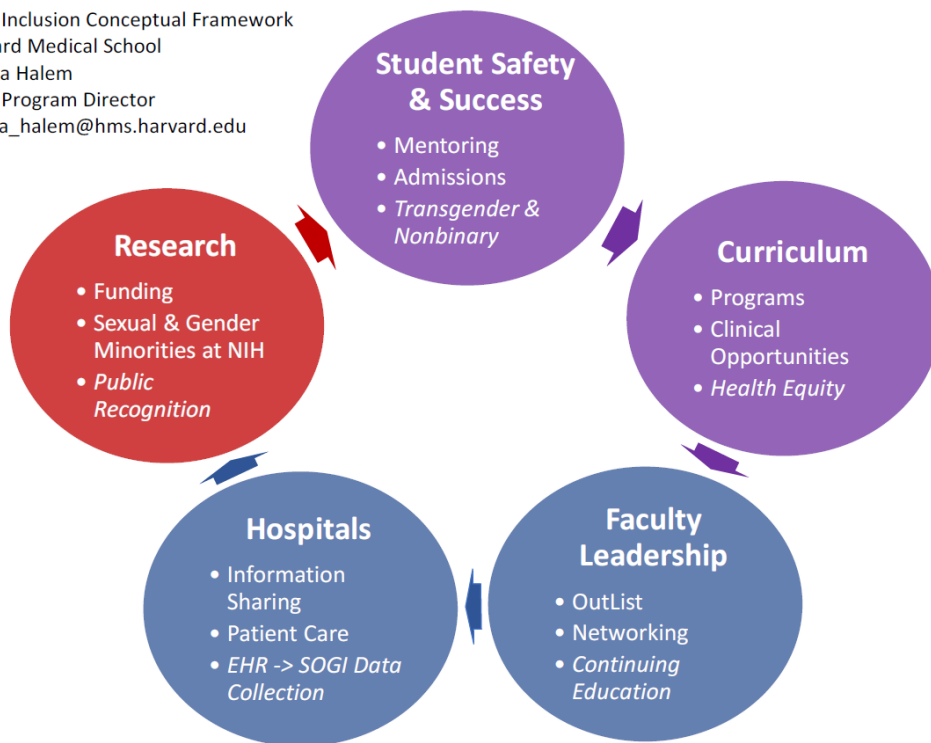 Inclusion Conceptual Framework
ard Medical School
a Halem
Program Director
a_halem@hms.harvard.edu
Student Safety
& Success
• Mentoring
• Admissions
• Transgender &
Nonbinary
Research
• Funding
• Sexual & Gender
Minorities at NIH
• Public
Recognition
Curriculum
• Programs
• Clinical
Opportunities
• Health Equity
Hospitals
• Information
Sharing
• Patient Care
• EHR -> SOGI Data
Collection
Faculty
Leadership
• OutList
• Networking
• Continuing
Education